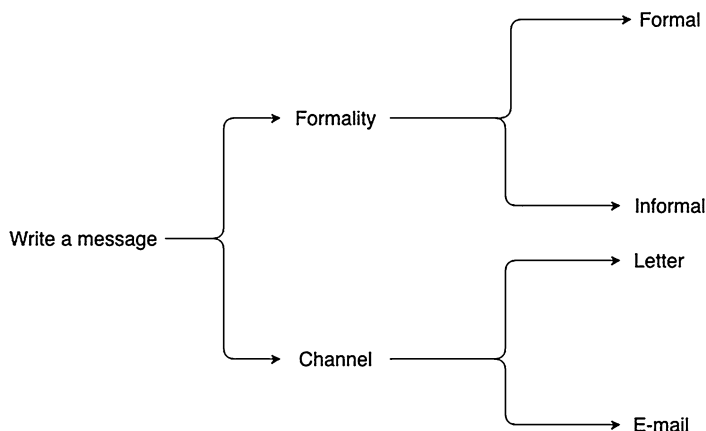 Formal
Formality
Informal
Write a message
Letter
Channel
E-mail